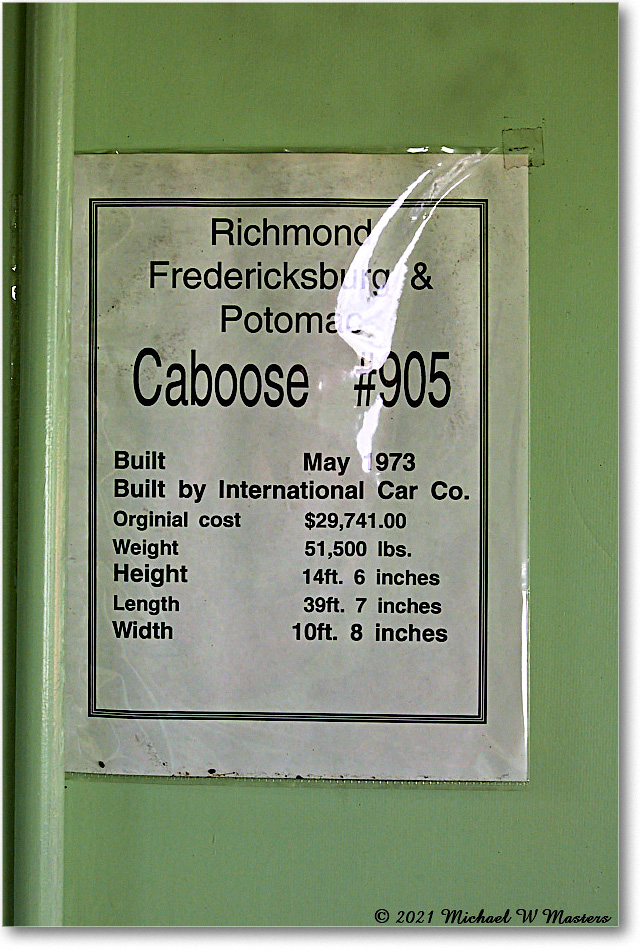 Richmond
Fredericksburg &
Potomac
Caboose #905
Built May 1973
Built by International Car Co.
Orginial cost $29,741.00
Weight 51,500 lbs.
Height 14ft. 6 inches
Length 39ft. 7 inches
Width 10ft. 8 inches
© 2021 Michael W Masters